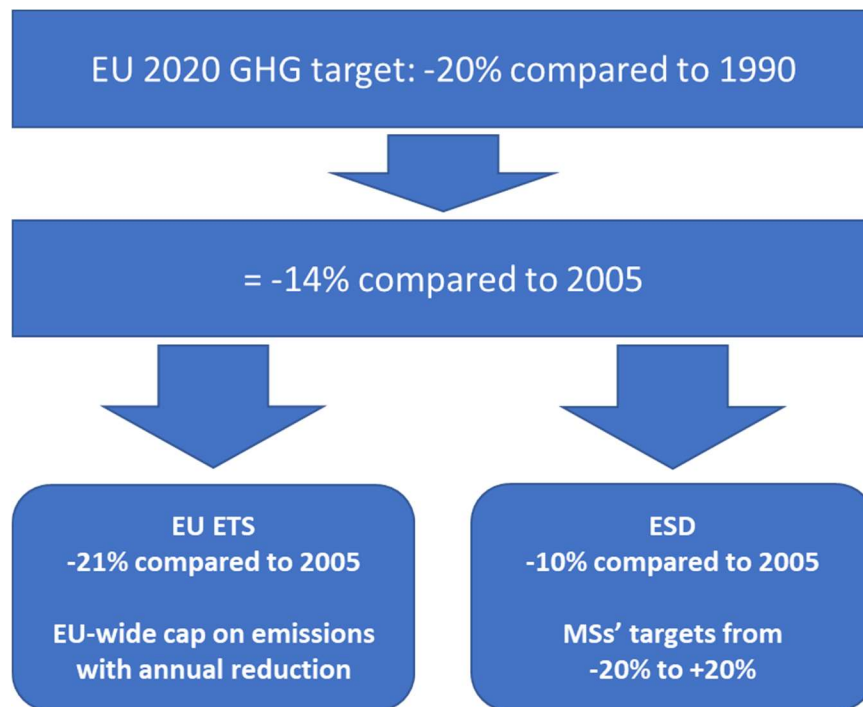 EU 2020 GHG target: -20% compared to 1990
= -14% compared to 2005
EU ETS
-21% compared to 2005
EU-wide cap on emissions
with annual reduction
ESD
-10% compared to 2005
MSs’ targets from
-20% to +20%